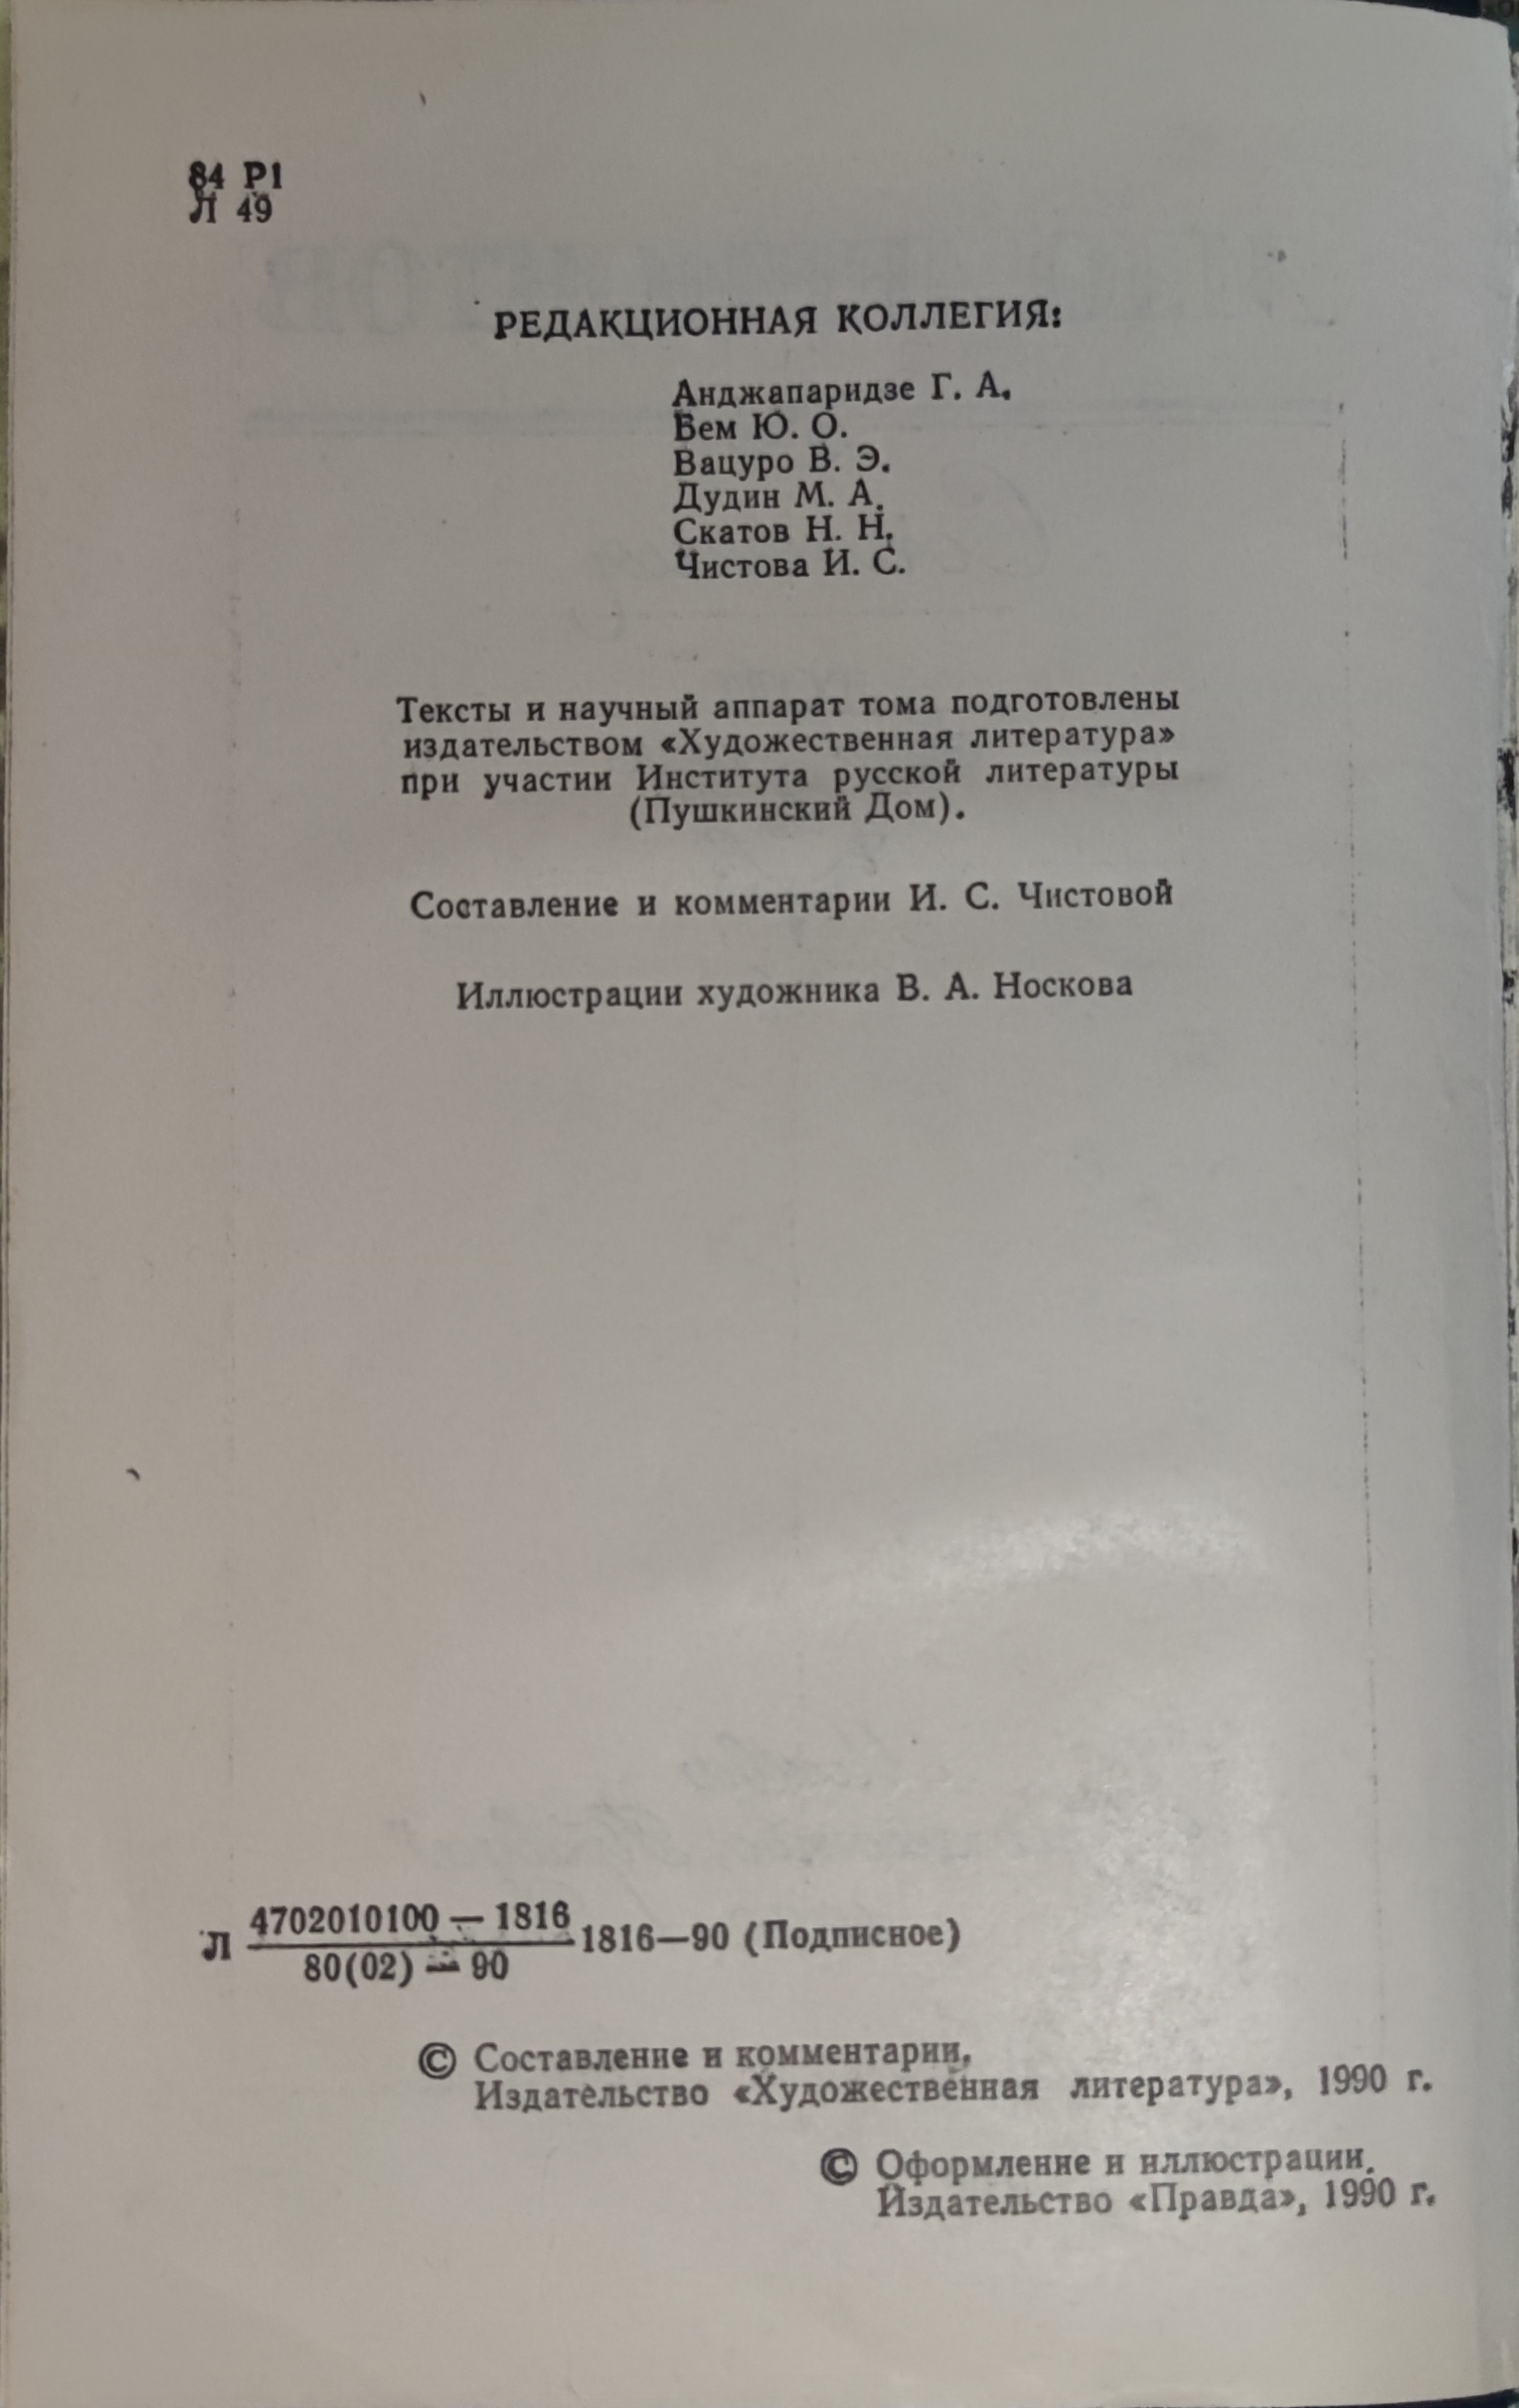 84 Р1
Л 49
РЕДАКЦИОННАЯ КОЛЛЕГИЯ:
Анджапаридзе Г. А.
Бем Ю. О.
Вацуро В. Э.
Дудин М. А.
Скатов Н. Н.
Чистова И. С.
Тексты и научный аппарат тома подготовлены
издательством «Художественная литература»
при участии Института русской литературы
(Пушкинский Дом).
Составление и комментарии И. С. Чистовой
Иллюстрации художника В. А. Носкова
4702010100 — 1816
Л 1816—90 (Подписное)
80(02) — 90
© Составление и комментарии.
Издательство «Художественная литература», 1990 г.
© Оформление и иллюстрации.
Издательство «Правда», 1990 г.